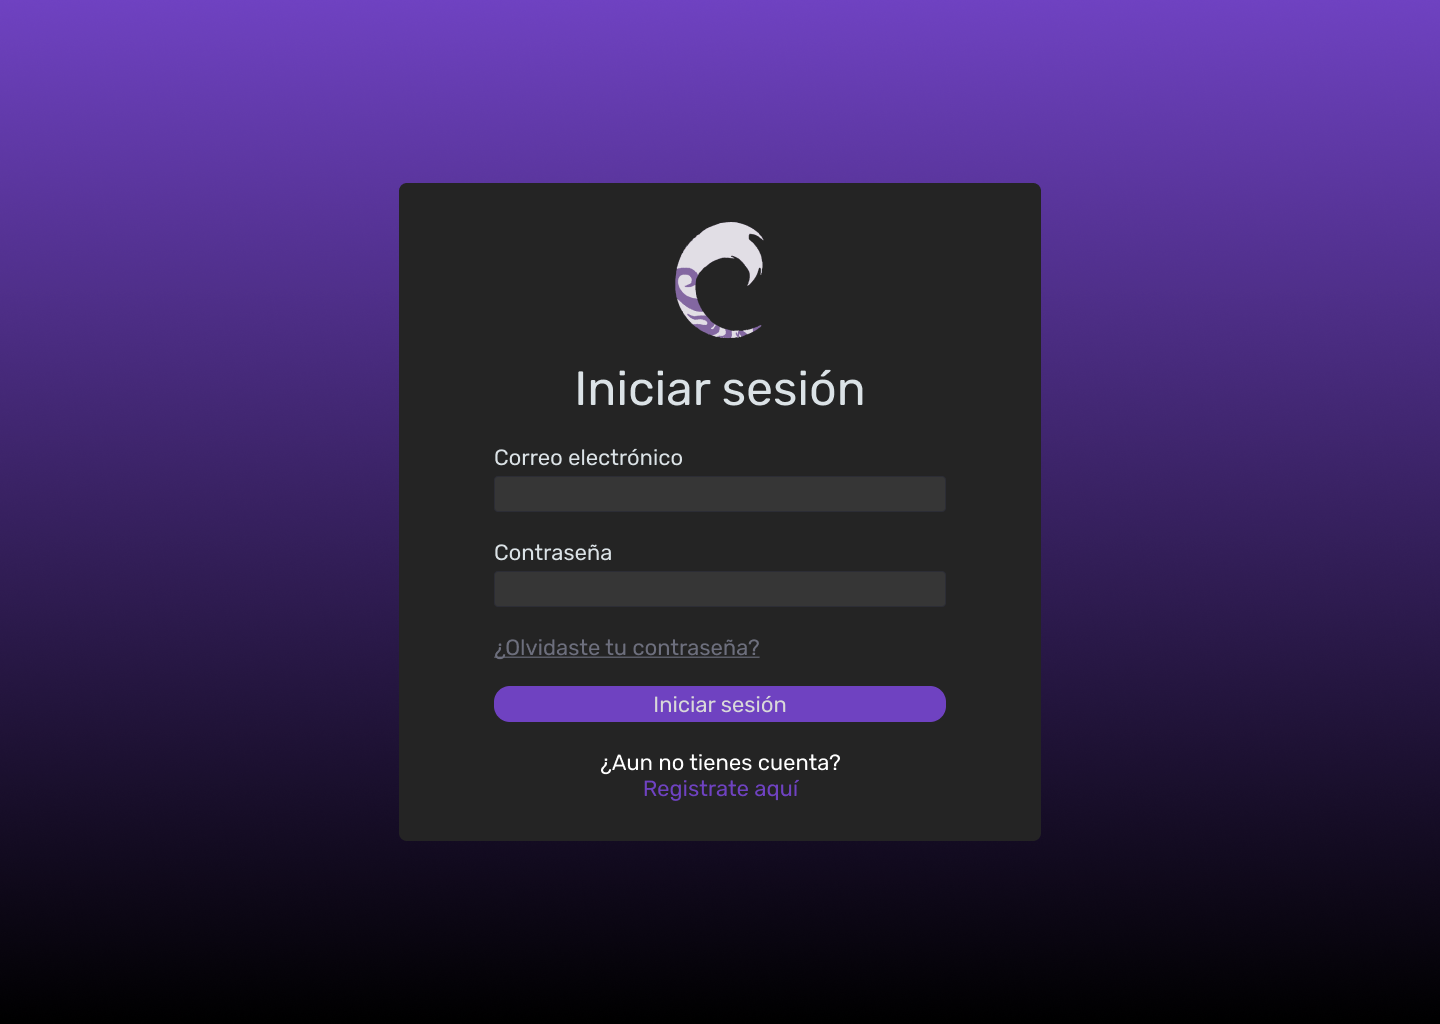 Iniciar sesión
Correo electrónico
Contraseña
¿Olvidaste tu contraseña?
Iniciar sesión
¿Aun no tienes cuenta?
Registrate aquí